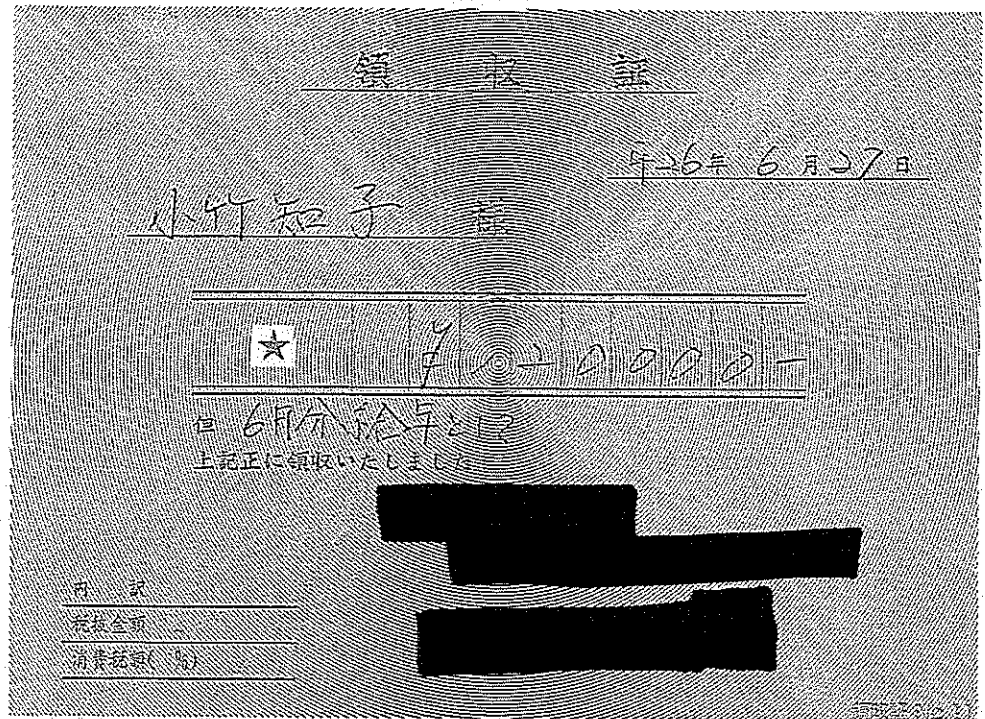 領収証
平26年6月27日
小竹知子 様
★ ¥120000-
但 6月分給与として
上記正に領収いたしました
内訳
税抜金額
消費税額( %)